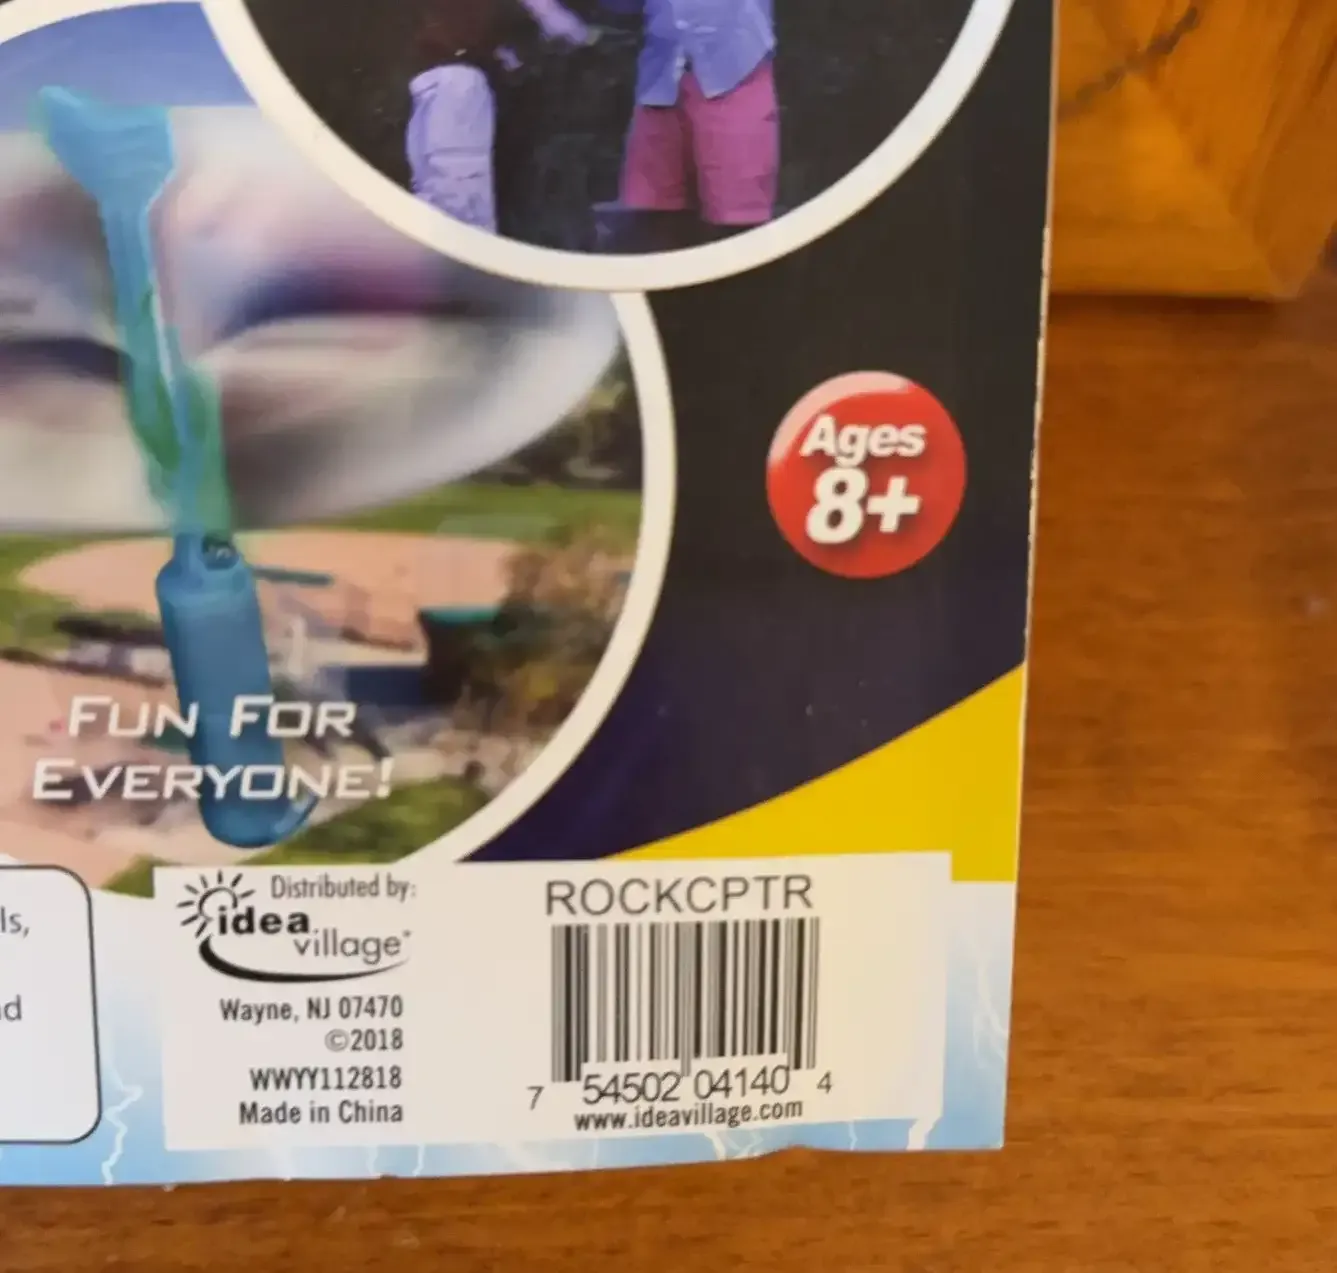 Ages
8+
FUN FOR
EVERYONE!
ls,
d
Distributed by:
idea
village
Wayne, NJ 07470
©2018
WWYY112818
Made in China
ROCKCPTR
7 54502 04140 4
www.ideavillage.com